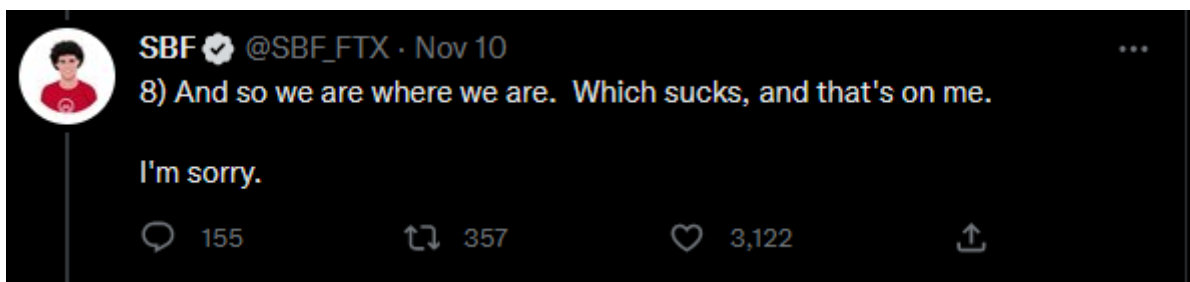 SBF @SBF_FTX · Nov 10
8) And so we are where we are.  Which sucks, and that's on me.
I'm sorry.
155 357 3,122